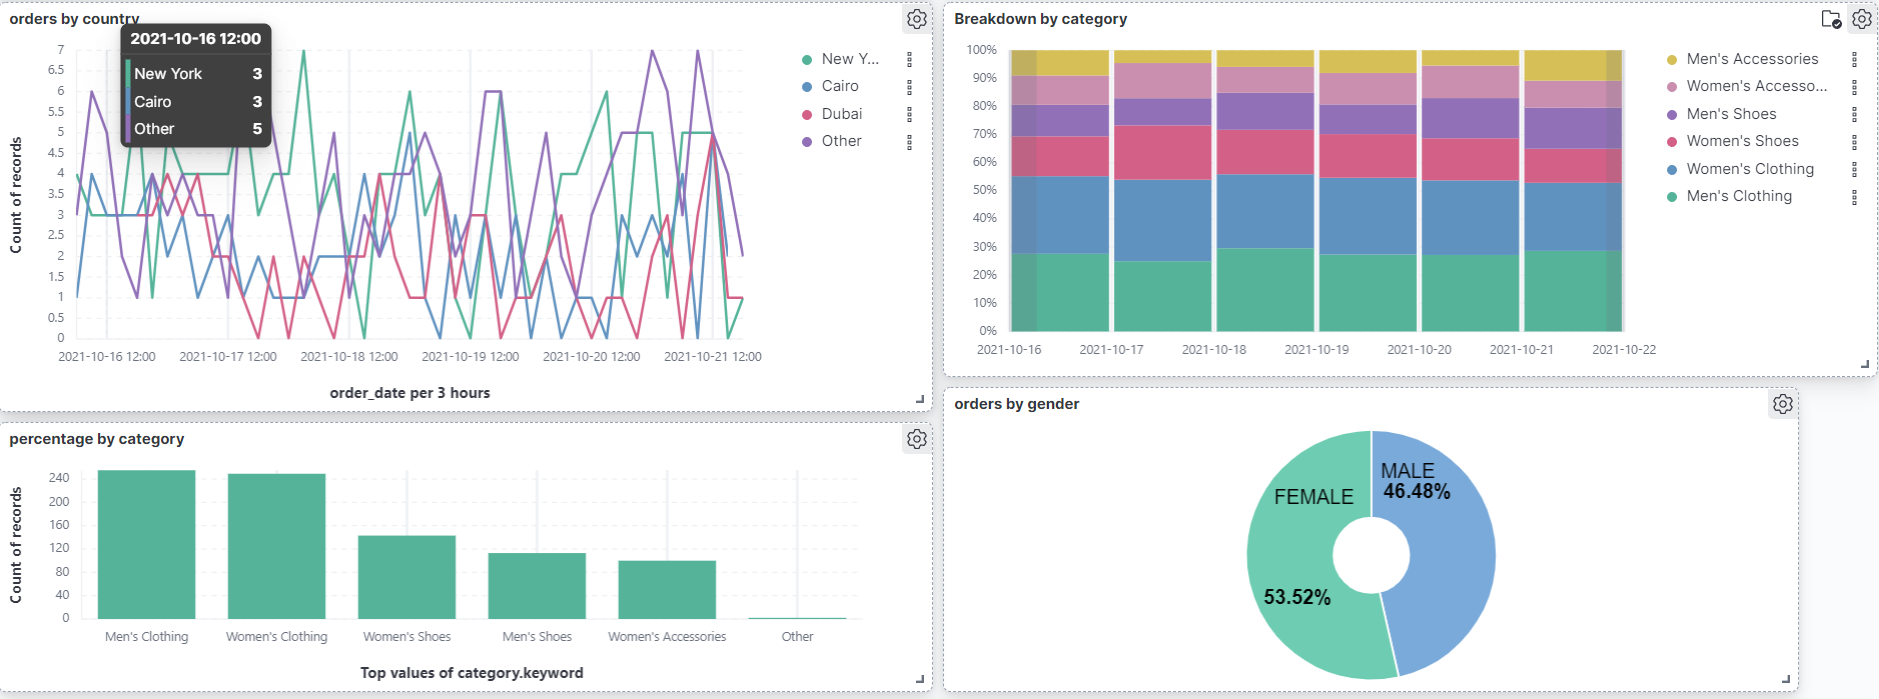 orders by country
2021-10-16 12:00
New York 3
Cairo 3
Other 5
7
6.5
6
5.5
5
4.5
4
3.5
3
2.5
2
1.5
1
0.5
0
Count of records
2021-10-16 12:00 2021-10-17 12:00 2021-10-18 12:00 2021-10-19 12:00 2021-10-20 12:00 2021-10-21 12:00
order_date per 3 hours
New Y...
Cairo
Dubai
Other
Breakdown by category
100%
90%
80%
70%
60%
50%
40%
30%
20%
10%
0%
2021-10-16 2021-10-17 2021-10-18 2021-10-19 2021-10-20 2021-10-21 2021-10-22
Men's Accessories
Women's Accesso...
Men's Shoes
Women's Shoes
Women's Clothing
Men's Clothing
percentage by category
240
200
160
120
80
40
0
Count of records
Men's Clothing Women's Clothing Women's Shoes Men's Shoes Women's Accessories Other
Top values of category.keyword
orders by gender
MALE
46.48%
FEMALE
53.52%